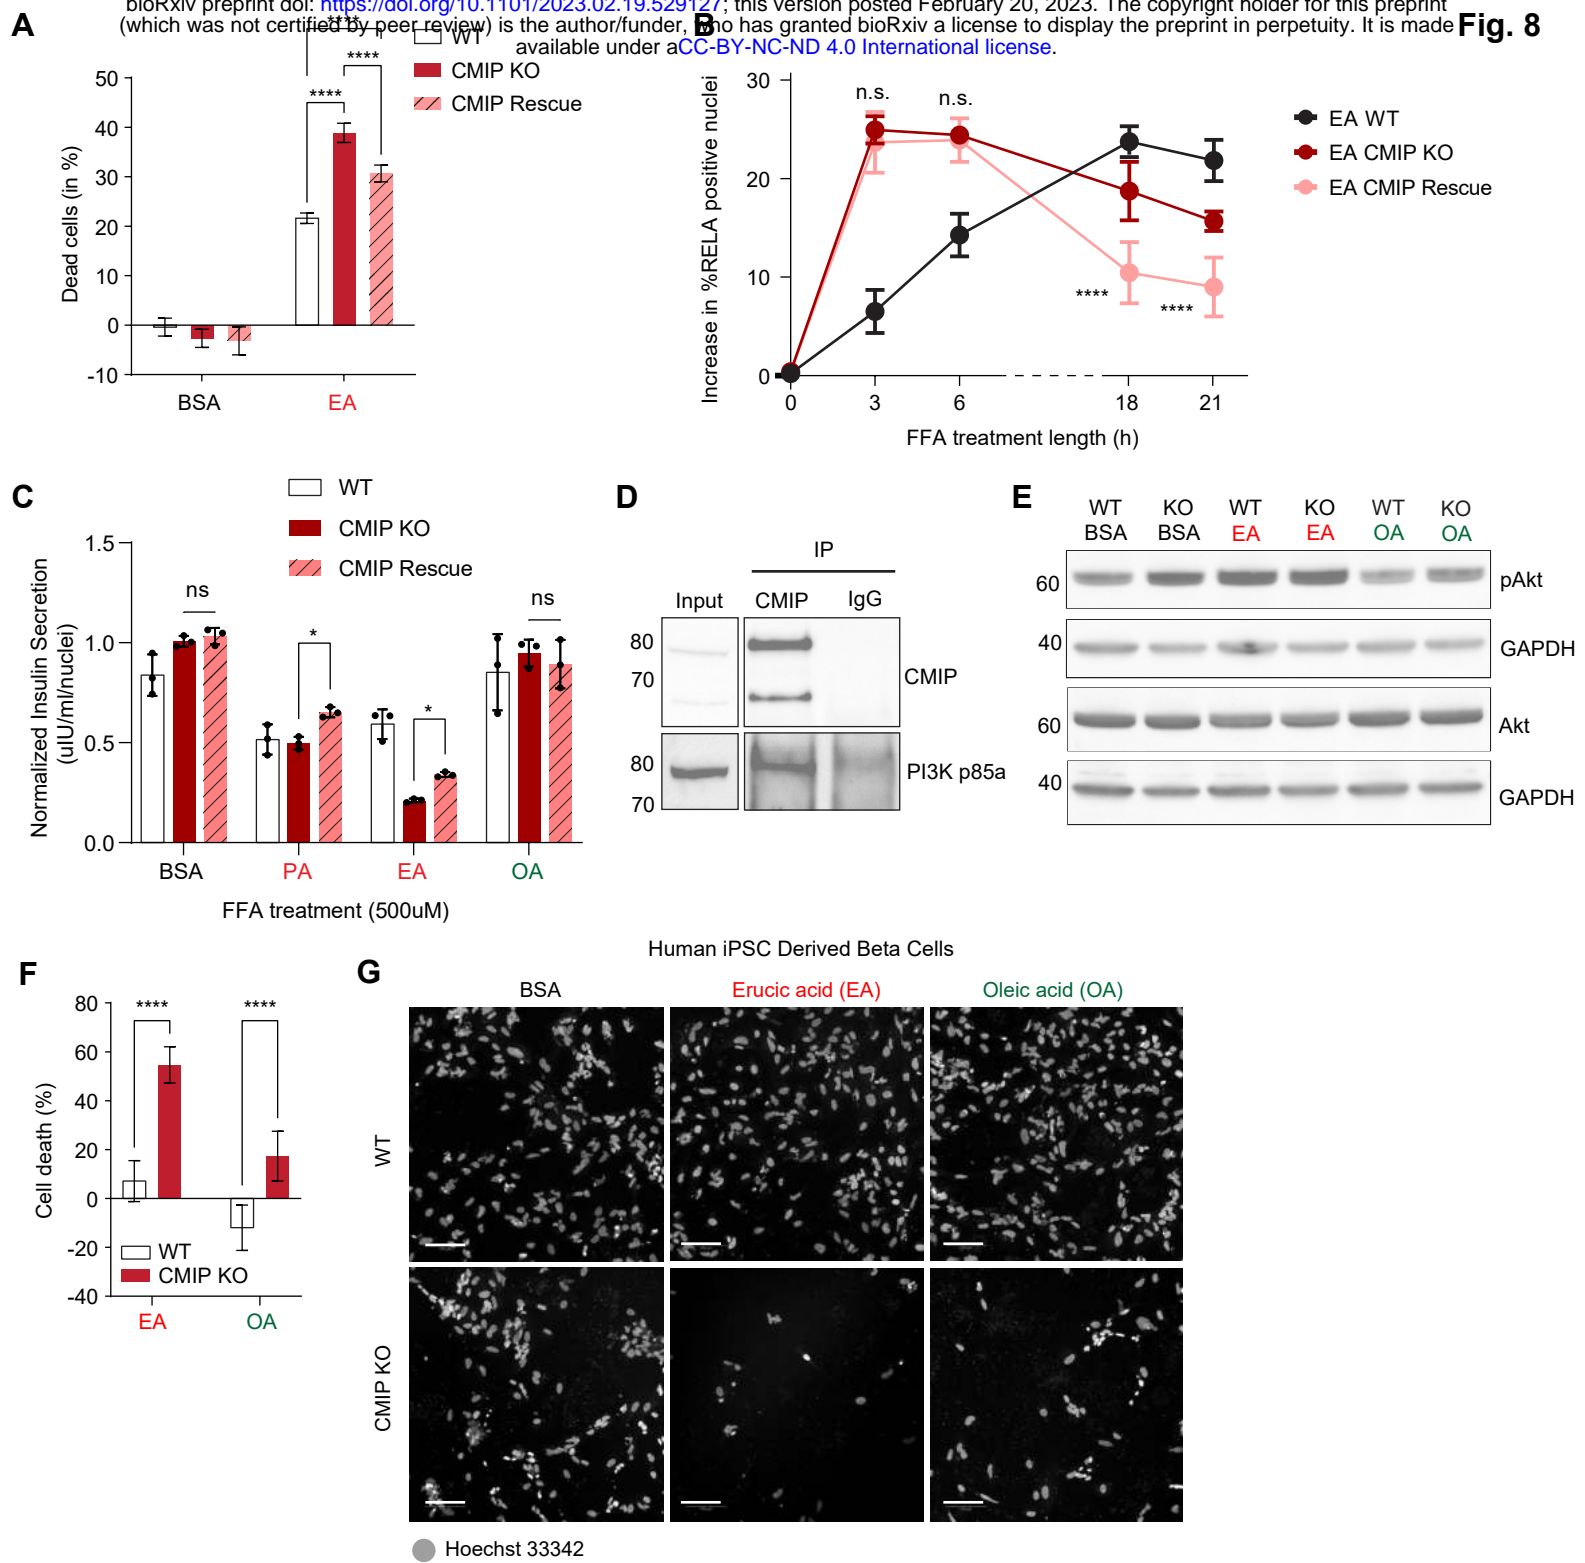 bioRxiv preprint doi: https://doi.org/10.1101/2023.02.19.529127; this version posted February 20, 2023. The copyright holder for this preprint
(which was not certified by peer review) is the author/funder, who has granted bioRxiv a license to display the preprint in perpetuity. It is made
available under aCC-BY-NC-ND 4.0 International license.
Fig. 8
A
WT
CMIP KO
CMIP Rescue
****
****
****
Dead cells (in %)
50
40
30
20
10
0
-10
BSA
EA
B
Increase in %RELA positive nuclei
30
20
10
0
n.s.
n.s.
****
****
0
3
6
18
21
FFA treatment length (h)
EA WT
EA CMIP KO
EA CMIP Rescue
C
WT
CMIP KO
CMIP Rescue
Normalized Insulin Secretion
(uIU/ml/nuclei)
1.5
1.0
0.5
0.0
ns
*
*
ns
BSA
PA
EA
OA
FFA treatment (500uM)
D
IP
Input
CMIP
IgG
80
70
CMIP
80
70
PI3K p85a
E
WT KO WT KO WT KO
BSA BSA EA EA OA OA
60
pAkt
40
GAPDH
60
Akt
40
GAPDH
F
Cell death (%)
80
60
40
20
0
-20
-40
****
****
WT
CMIP KO
EA
OA
G
Human iPSC Derived Beta Cells
BSA
Erucic acid (EA)
Oleic acid (OA)
WT
CMIP KO
Hoechst 33342